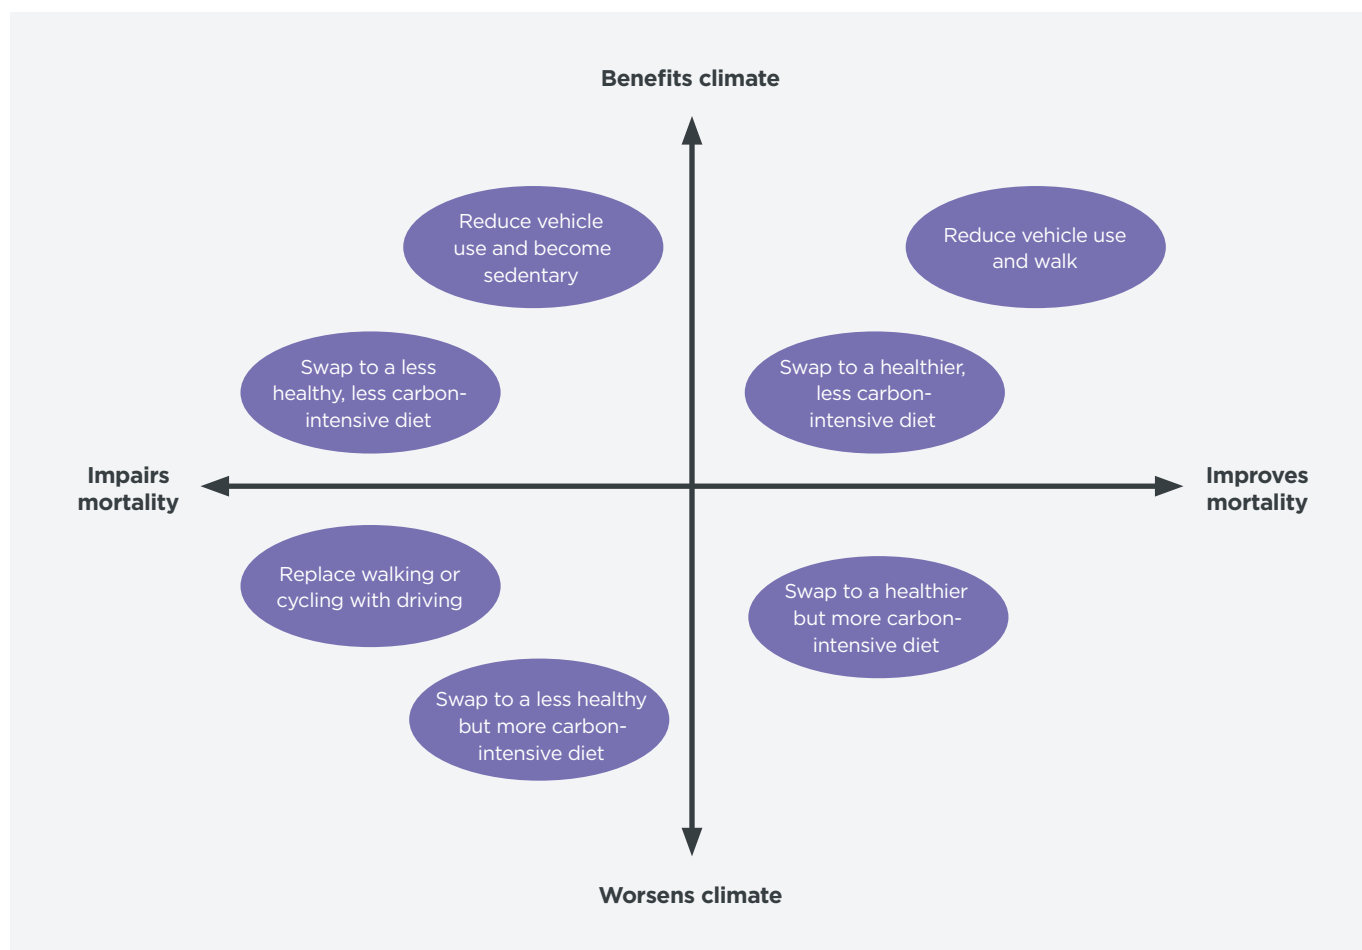 Benefits climate
Reduce vehicle
use and become
sedentary
Reduce vehicle use
and walk
Swap to a less
healthy, less carbon-
intensive diet
Swap to a healthier,
less carbon-
intensive diet
Impairs
mortality
Improves
mortality
Replace walking or
cycling with driving
Swap to a healthier
but more carbon-
intensive diet
Swap to a less healthy
but more carbon-
intensive diet
Worsens climate